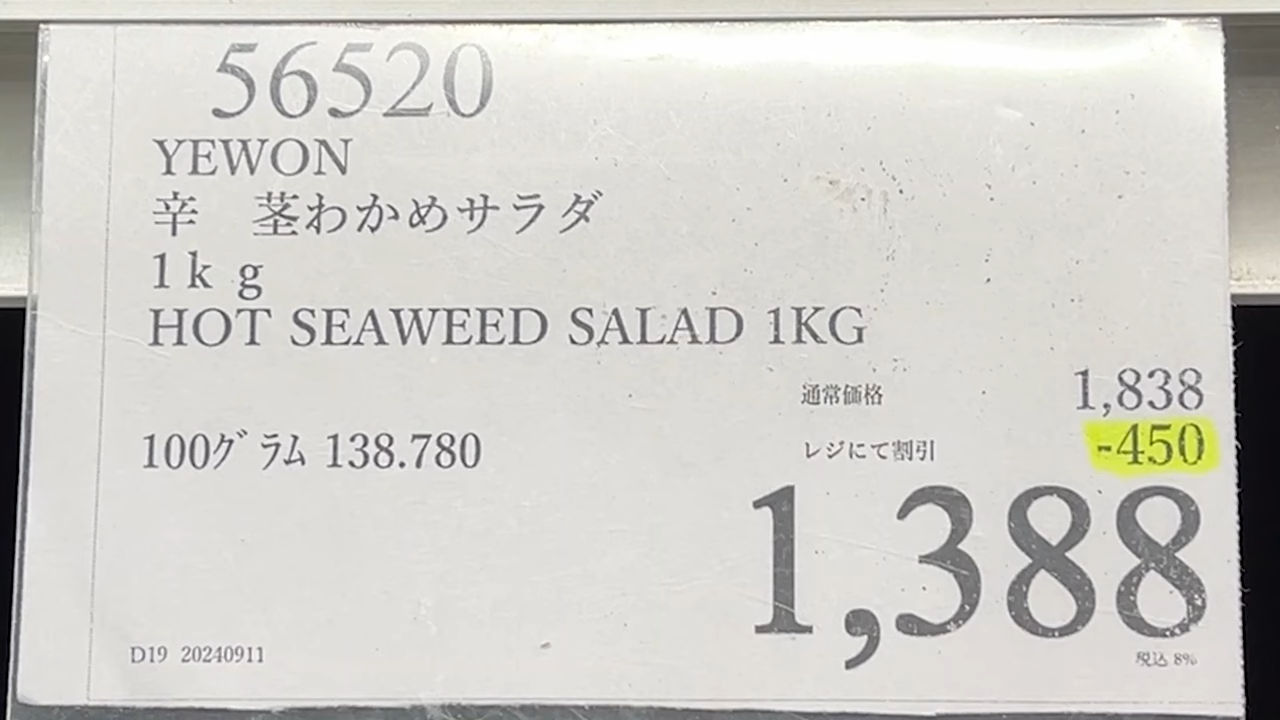 56520
YEWON
辛　茎わかめサラダ
1ｋｇ
HOT SEAWEED SALAD 1KG
通常価格 1,838
100ｸﾞﾗﾑ 138.780 レジにて割引 -450
1,388
税込 8%
D19 20240911